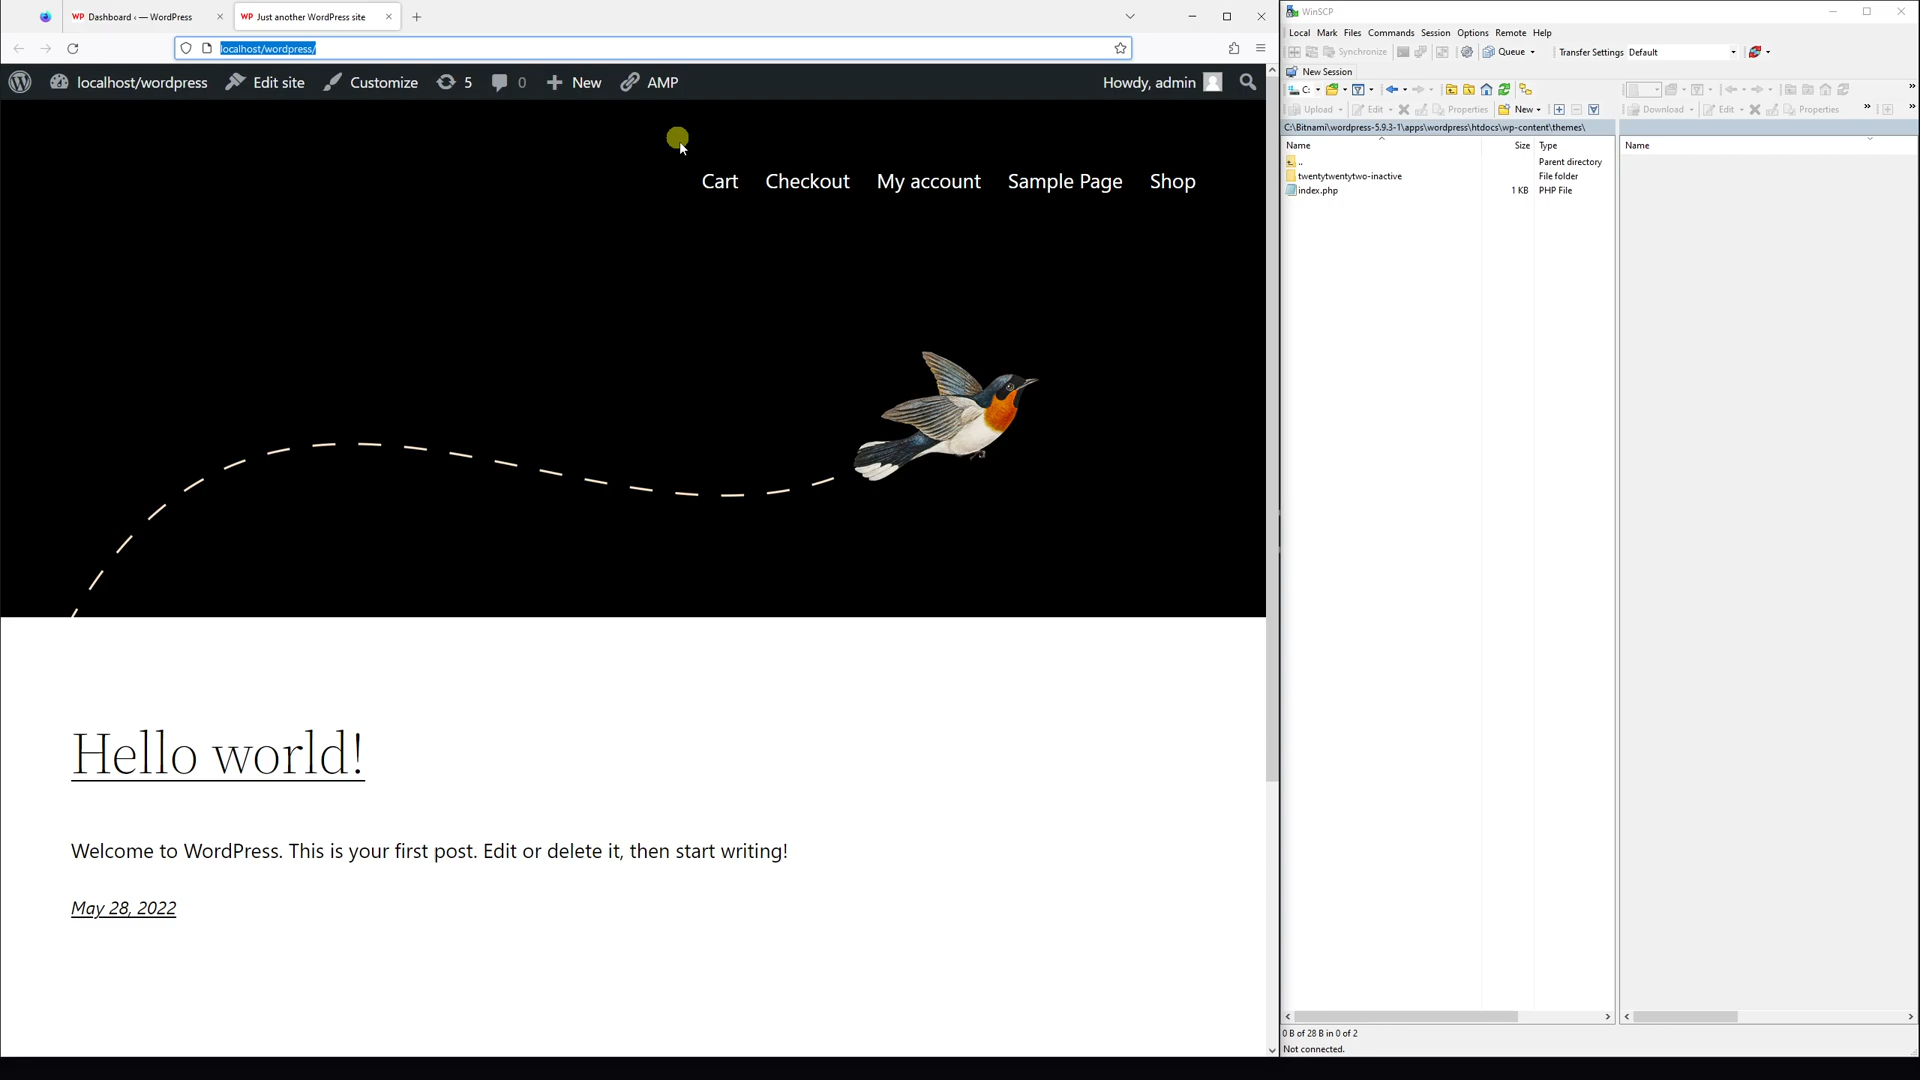 WP Dashboard ‹ — WordPress
WP Just another WordPress site
localhost/wordpress/
localhost/wordpress Edit site Customize 5 0 New AMP Howdy, admin
Cart Checkout My account Sample Page Shop
Hello world!
Welcome to WordPress. This is your first post. Edit or delete it, then start writing!
May 28, 2022
WinSCP
Local Mark Files Commands Session Options Remote Help
Synchronize Queue Transfer Settings Default
New Session
C:
Upload Edit Properties New Download Edit Properties
C:\Bitnami\wordpress-5.9.3-1\apps\wordpress\htdocs\wp-content\themes\
Name Size Type Name
.. Parent directory
twentytwentytwo-inactive File folder
index.php 1 KB PHP File
0 B of 28 B in 0 of 2
Not connected.